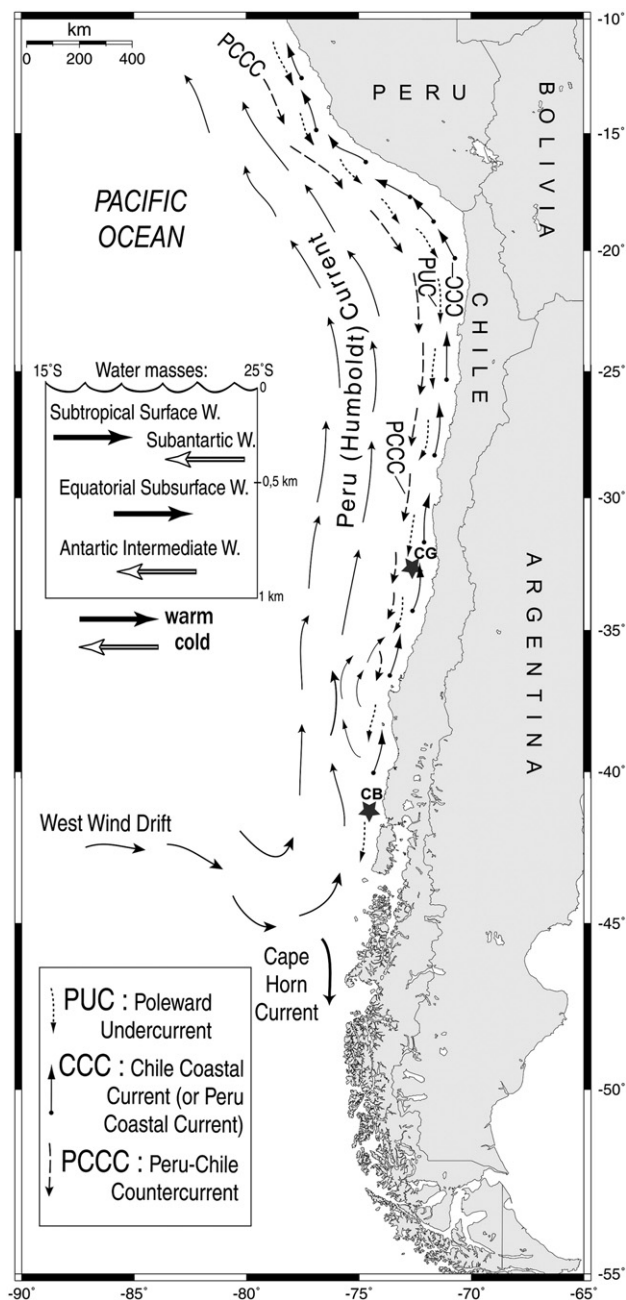 km
0 200 400
PCCC
PERU
BOLIVIA
PACIFIC
OCEAN
Peru (Humboldt) Current
PUC
CCC
CHILE
15°S Water masses: 25°S
0
Subtropical Surface W.
Subantartic W.
0,5 km
Equatorial Subsurface W.
Antartic Intermediate W.
1 km
warm
cold
PCCC
CG
ARGENTINA
CB
West Wind Drift
Cape
Horn
Current
PUC : Poleward
Undercurrent
CCC : Chile Coastal
Current (or Peru
Coastal Current)
PCCC : Peru-Chile
Countercurrent
-10°
-15°
-20°
-25°
-30°
-35°
-40°
-45°
-50°
-55°
-90° -85° -80° -75° -70° -65°